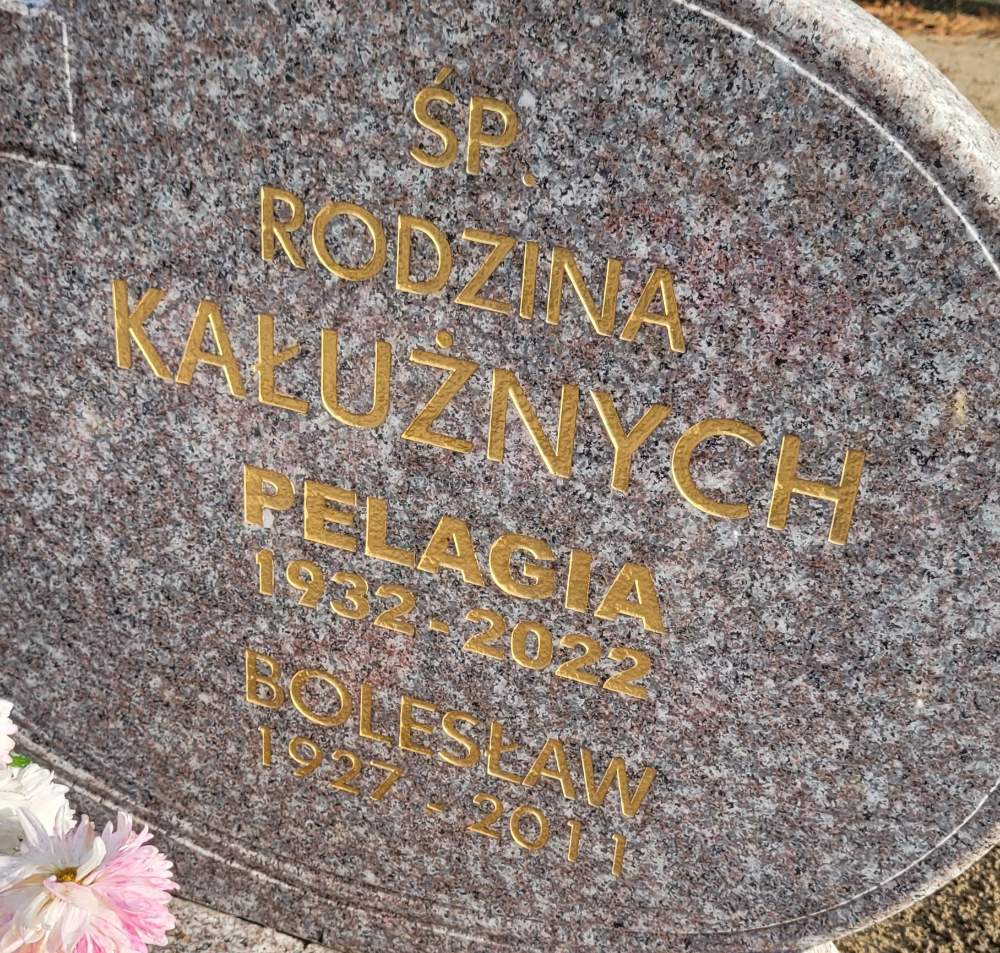 ŚP.
RODZINA
KAŁUŻNYCH
PELAGIA
1932-2022
BOLESŁAW
1927 - 2011